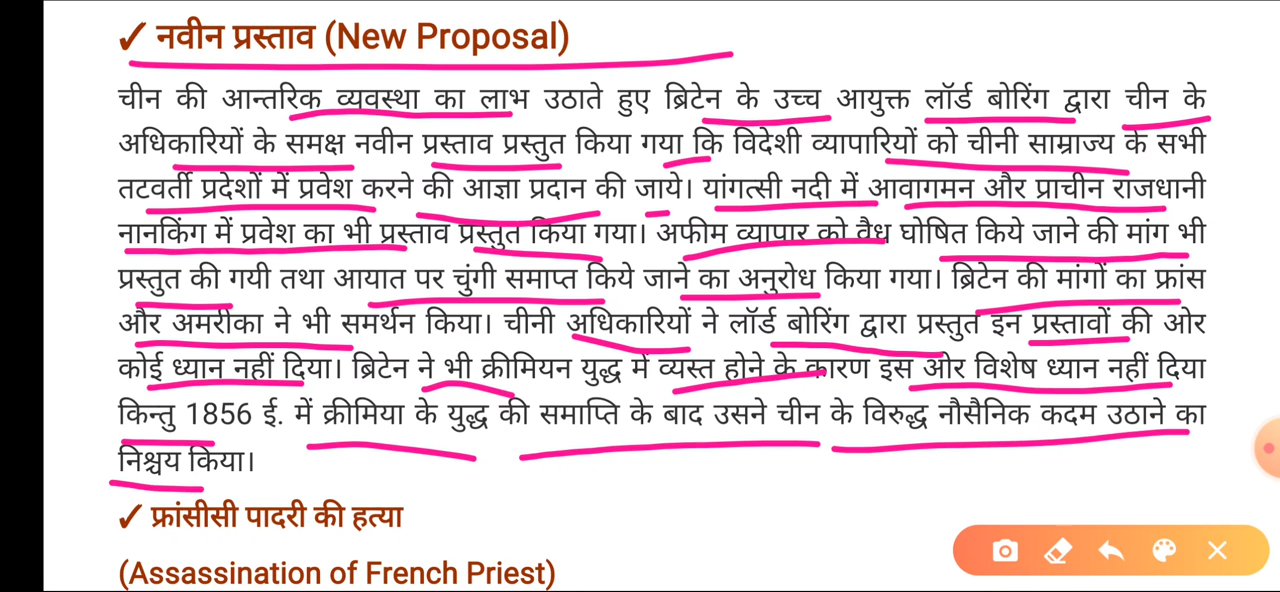 ✓ नवीन प्रस्ताव (New Proposal)
चीन की आन्तरिक व्यवस्था का लाभ उठाते हुए ब्रिटेन के उच्च आयुक्त लॉर्ड बोरिंग द्वारा चीन के
अधिकारियों के समक्ष नवीन प्रस्ताव प्रस्तुत किया गया कि विदेशी व्यापारियों को चीनी साम्राज्य के सभी
तटवर्ती प्रदेशों में प्रवेश करने की आज्ञा प्रदान की जाये। यांगत्सी नदी में आवागमन और प्राचीन राजधानी
नानकिंग में प्रवेश का भी प्रस्ताव प्रस्तुत किया गया। अफीम व्यापार को वैध घोषित किये जाने की मांग भी
प्रस्तुत की गयी तथा आयात पर चुंगी समाप्त किये जाने का अनुरोध किया गया। ब्रिटेन की मांगों का फ्रांस
और अमरीका ने भी समर्थन किया। चीनी अधिकारियों ने लॉर्ड बोरिंग द्वारा प्रस्तुत इन प्रस्तावों की ओर
कोई ध्यान नहीं दिया। ब्रिटेन ने भी क्रीमियन युद्ध में व्यस्त होने के कारण इस ओर विशेष ध्यान नहीं दिया
किन्तु 1856 ई. में क्रीमिया के युद्ध की समाप्ति के बाद उसने चीन के विरुद्ध नौसैनिक कदम उठाने का
निश्चय किया।
✓ फ्रांसीसी पादरी की हत्या
(Assassination of French Priest)